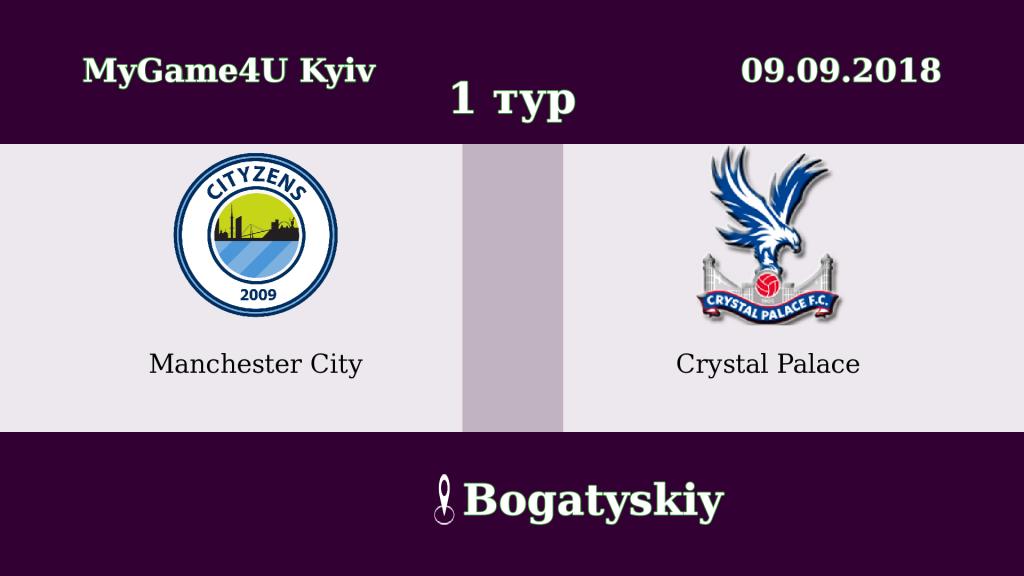 MyGame4U Kyiv
09.09.2018
1 тур
CITYZENS
2009
CRYSTAL PALACE F.C.
Manchester City
Crystal Palace
Bogatyskiy